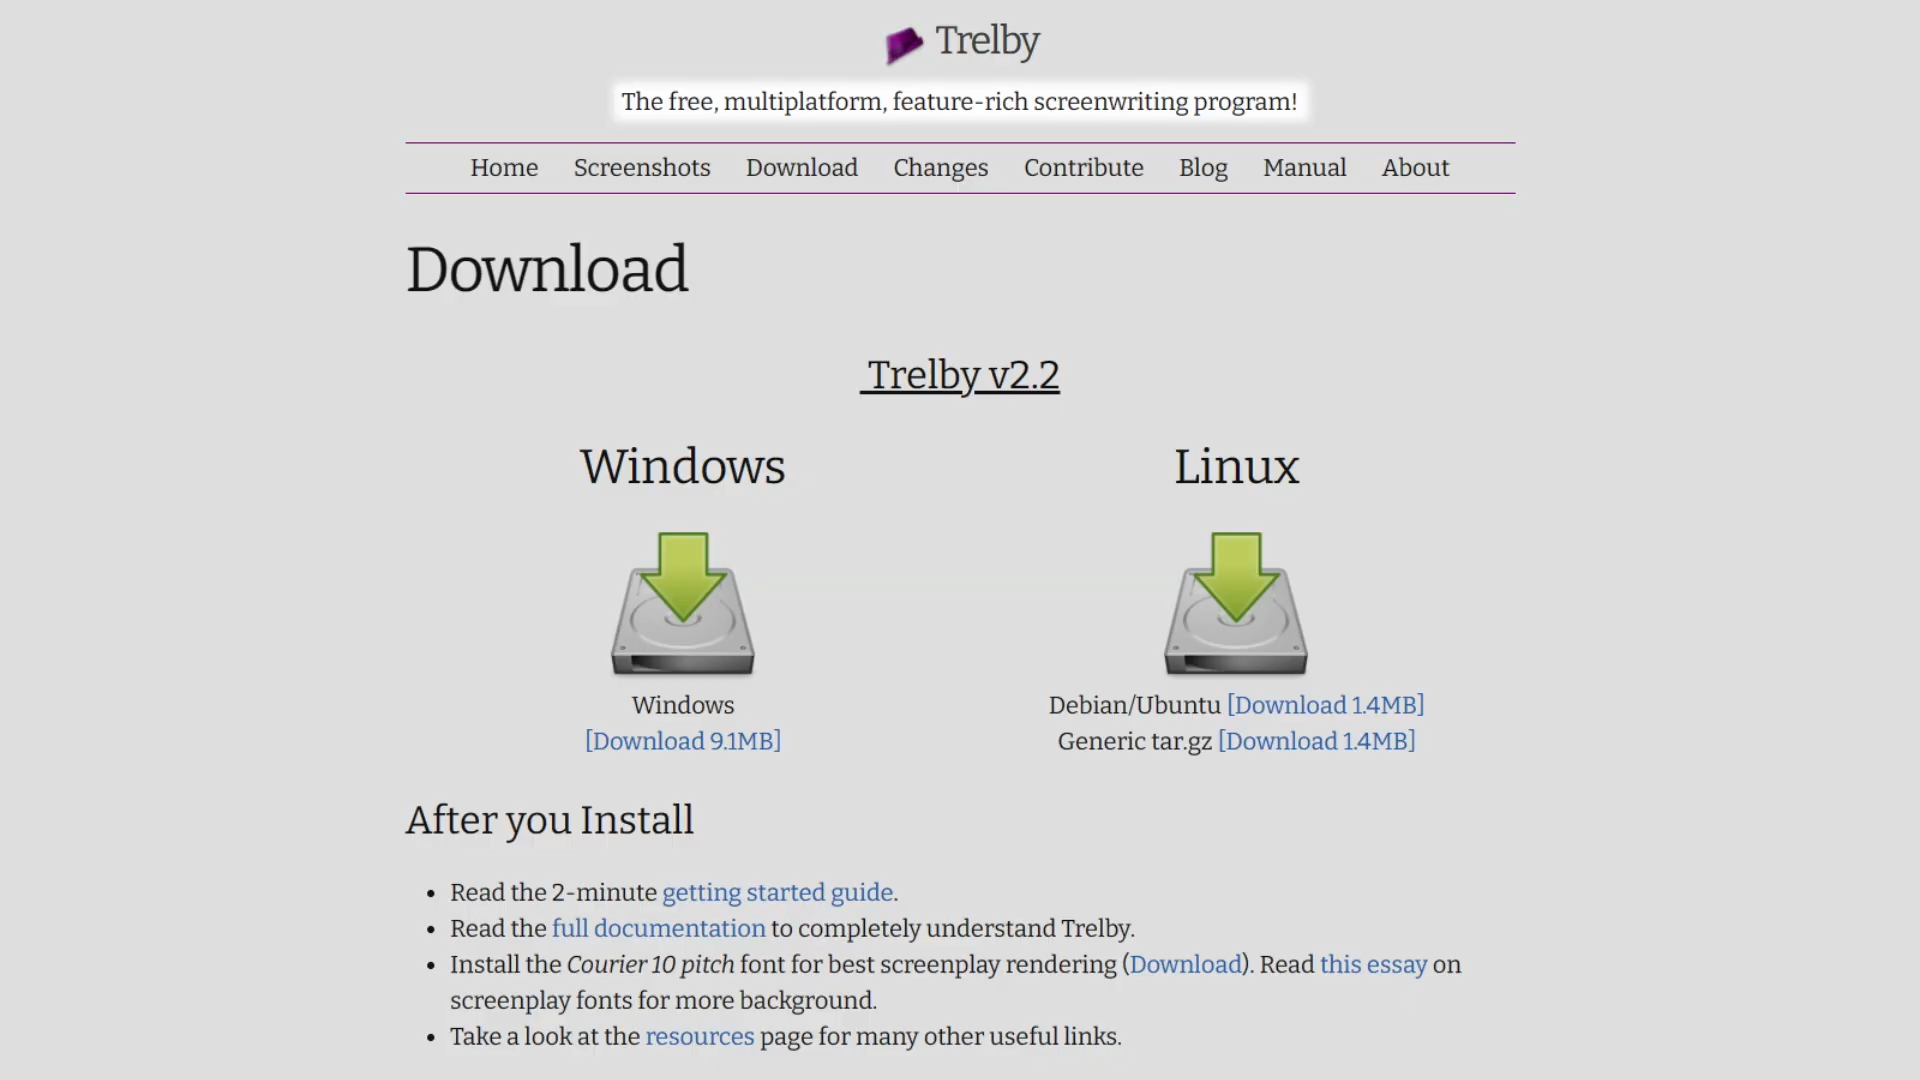 Trelby
The free, multiplatform, feature-rich screenwriting program!
Home Screenshots Download Changes Contribute Blog Manual About
Download
Trelby v2.2
Windows
Linux
Windows
[Download 9.1MB]
Debian/Ubuntu [Download 1.4MB]
Generic tar.gz [Download 1.4MB]
After you Install
• Read the 2-minute getting started guide.
• Read the full documentation to completely understand Trelby.
• Install the Courier 10 pitch font for best screenplay rendering (Download). Read this essay on
screenplay fonts for more background.
• Take a look at the resources page for many other useful links.